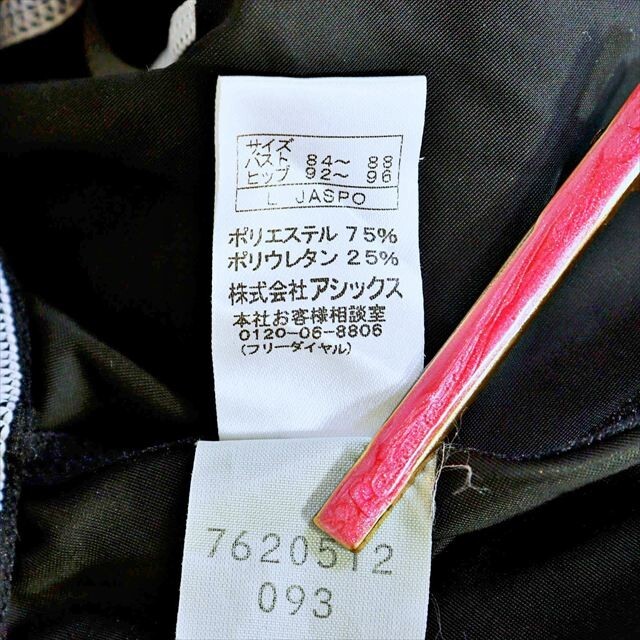 サイズ
バスト 84～ 88
ヒップ 92～ 96
L JASPO
ポリエステル 75%
ポリウレタン 25%
株式会社アシックス
本社お客様相談室
0120-06-8806
(フリーダイヤル)
7620512
093